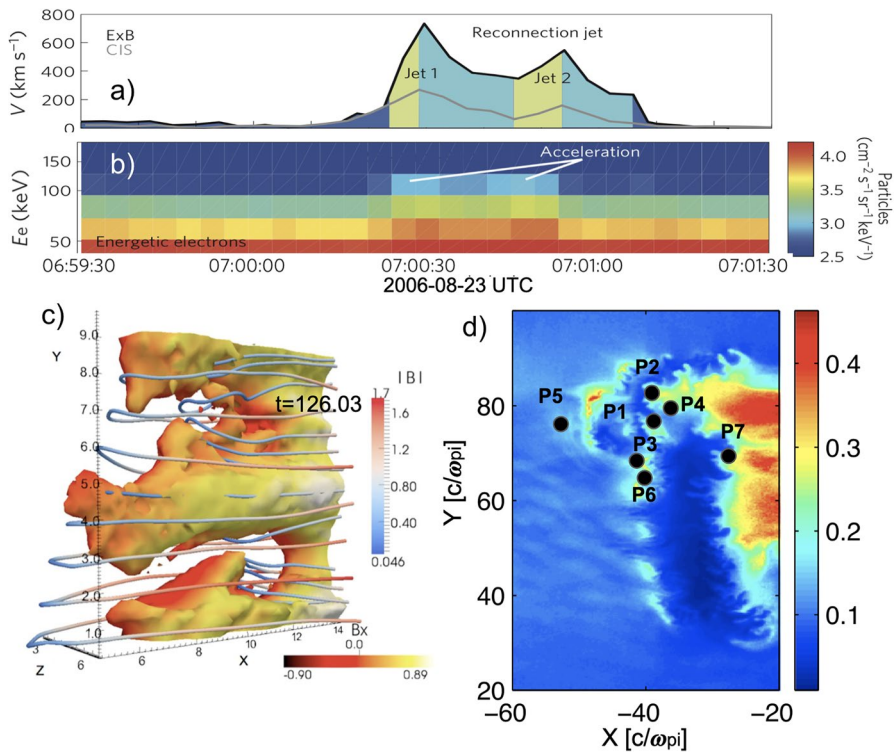 800
600
400
200
0
V (km s⁻¹)
ExB
CIS
a)
Reconnection jet
Jet 1
Jet 2
b)
Acceleration
150
100
50
Ee (keV)
Energetic electrons
4.0
3.5
3.0
2.5
Particles
(cm⁻² s⁻¹ sr⁻¹ keV⁻¹)
06:59:30
07:00:00
07:00:30
07:01:00
07:01:30
2006-08-23 UTC
c)
Y
9.0
8.0
7.0
6.0
5.0
4.0
3.0
2.0
1.0
t=126.03
|B|
1.7
1.6
0.80
0.40
0.046
3
z
6
6
8
10
12
14
x
Bx
0.0
-0.90
0.89
d)
P2
P5
P1
P4
P3
P7
P6
80
60
40
20
Y [c/ωpi]
−60
−40
−20
X [c/ωpi]
0.4
0.3
0.2
0.1